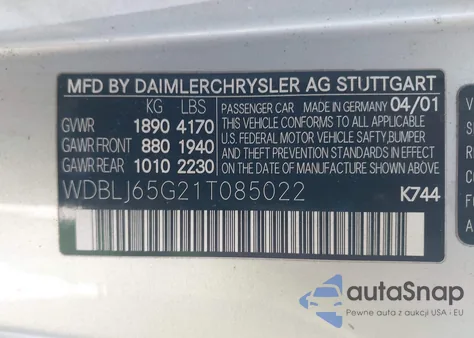 MFD BY DAIMLERCHRYSLER AG STUTTGART
KG LBS
GVWR 1890 4170
GAWR FRONT 880 1940
GAWR REAR 1010 2230
PASSENGER CAR MADE IN GERMANY 04/01
THIS VEHICLE CONFORMS TO ALL APPLICABLE
U.S. FEDERAL MOTOR VEHICLE SAFETY,BUMPER
AND THEFT PREVENTION STANDARDS IN EFFECT
ON THE DATE OF MANUFACTURE SHOWN ABOVE.
WDBLJ65G21T085022
K744
autoSnap
Pewne auta z aukcji USA - EU